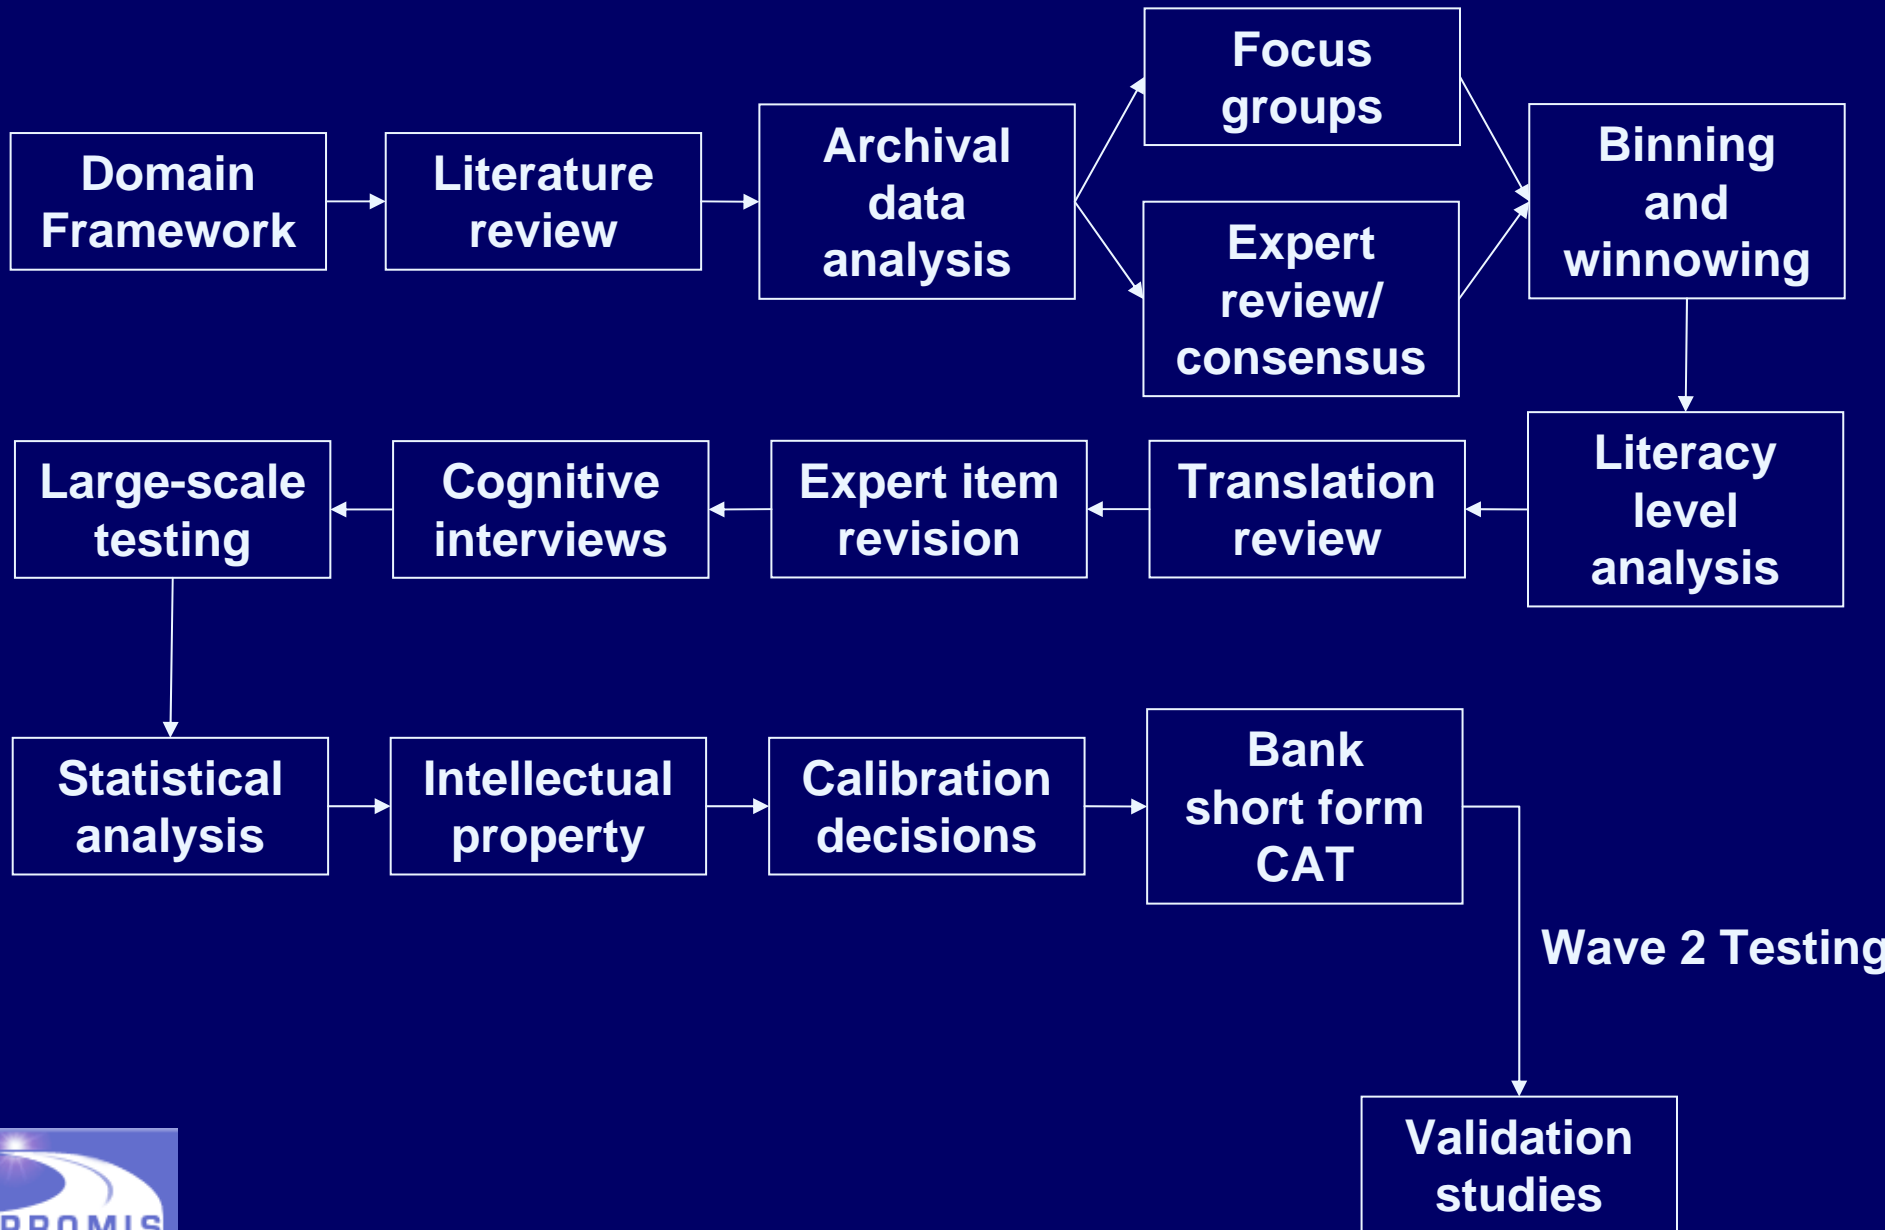 Domain
Framework
Literature
review
Archival
data
analysis
Focus
groups
Expert
review/
consensus
Binning
and
winnowing
Literacy
level
analysis
Translation
review
Expert item
revision
Cognitive
interviews
Large-scale
testing
Statistical
analysis
Intellectual
property
Calibration
decisions
Bank
short form
CAT
Wave 2 Testing
Validation
studies
PROMIS